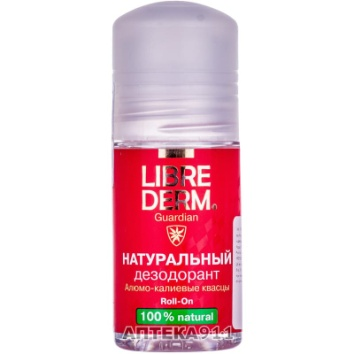 LIBRE
DERM
Guardian
НАТУРАЛЬНЫЙ
дезодорант
Алюмо-калиевые квасцы
Roll-On
100% natural
АПТЕКА911